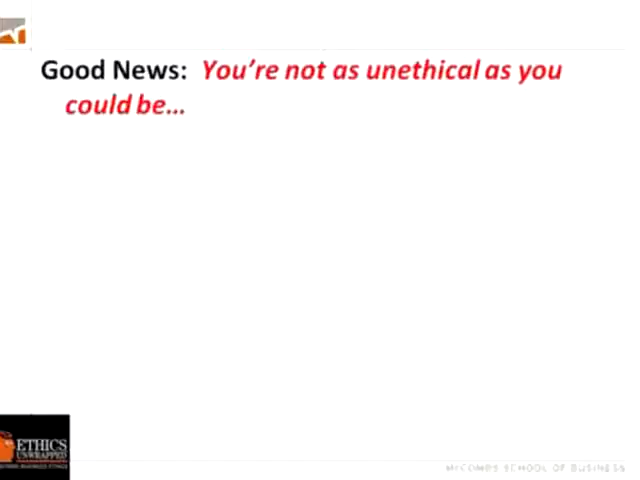 Good News: You're not as unethical as you
could be...
ETHICS
UNWRAPPED
McCOMBS SCHOOL OF BUSINESS